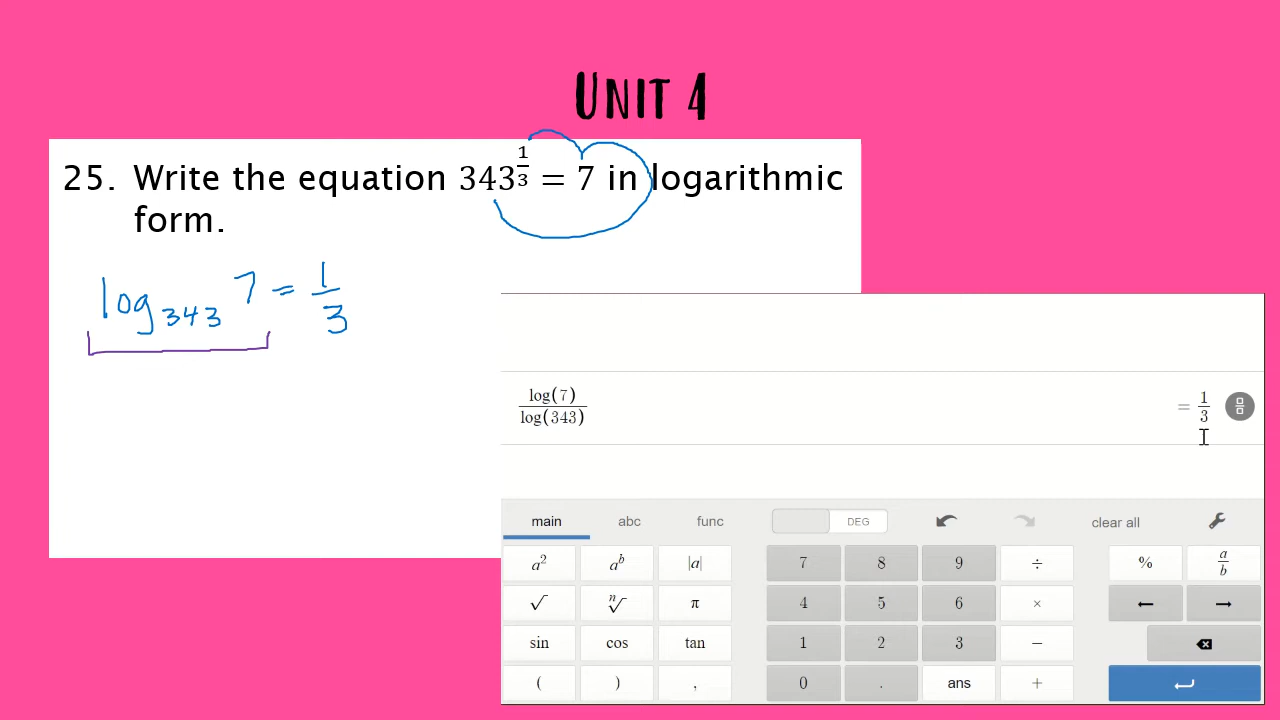 UNIT 4
25. Write the equation 343^(1/3) = 7 in logarithmic
form.
log₃₄₃ 7 = 1/3
log(7)/log(343) = 1/3
main abc func DEG clear all
a² aᵇ |a| 7 8 9 ÷ % a/b
√ ⁿ√ π 4 5 6 × ← →
sin cos tan 1 2 3 −
( ) , 0 . ans +